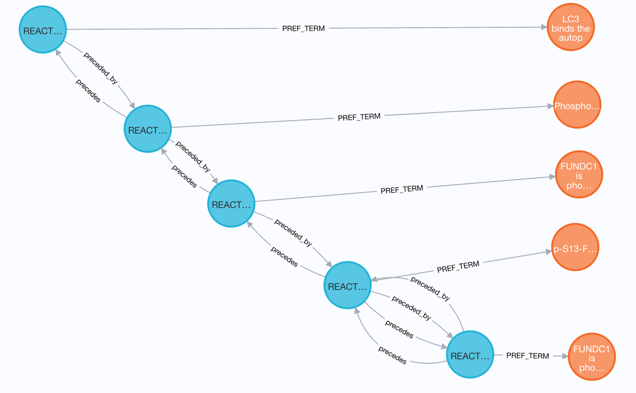 REACT...
PREF_TERM
LC3
binds the
autop
preceded_by
precedes
Phospho...
PREF_TERM
REACT...
preceded_by
precedes
FUNDC1
is
pho...
PREF_TERM
REACT...
preceded_by
precedes
p-S13-F...
PREF_TERM
REACT...
preceded_by
preceded_by
precedes
precedes
REACT...
PREF_TERM
FUNDC1
is
pho...